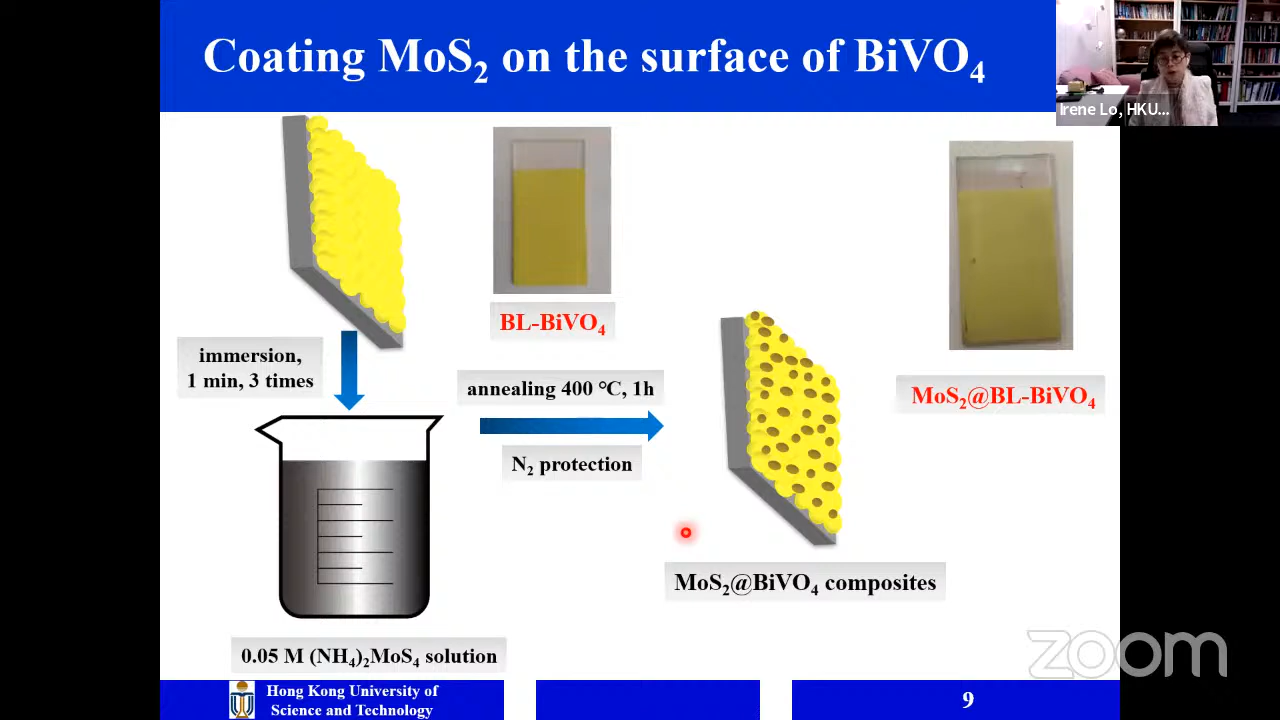 Coating MoS₂ on the surface of BiVO₄
Irene Lo, HKU...
BL-BiVO₄
immersion,
1 min, 3 times
annealing 400 ℃, 1h
N₂ protection
MoS₂@BL-BiVO₄
MoS₂@BiVO₄ composites
0.05 M (NH₄)₂MoS₄ solution
zoom
Hong Kong University of
Science and Technology
9